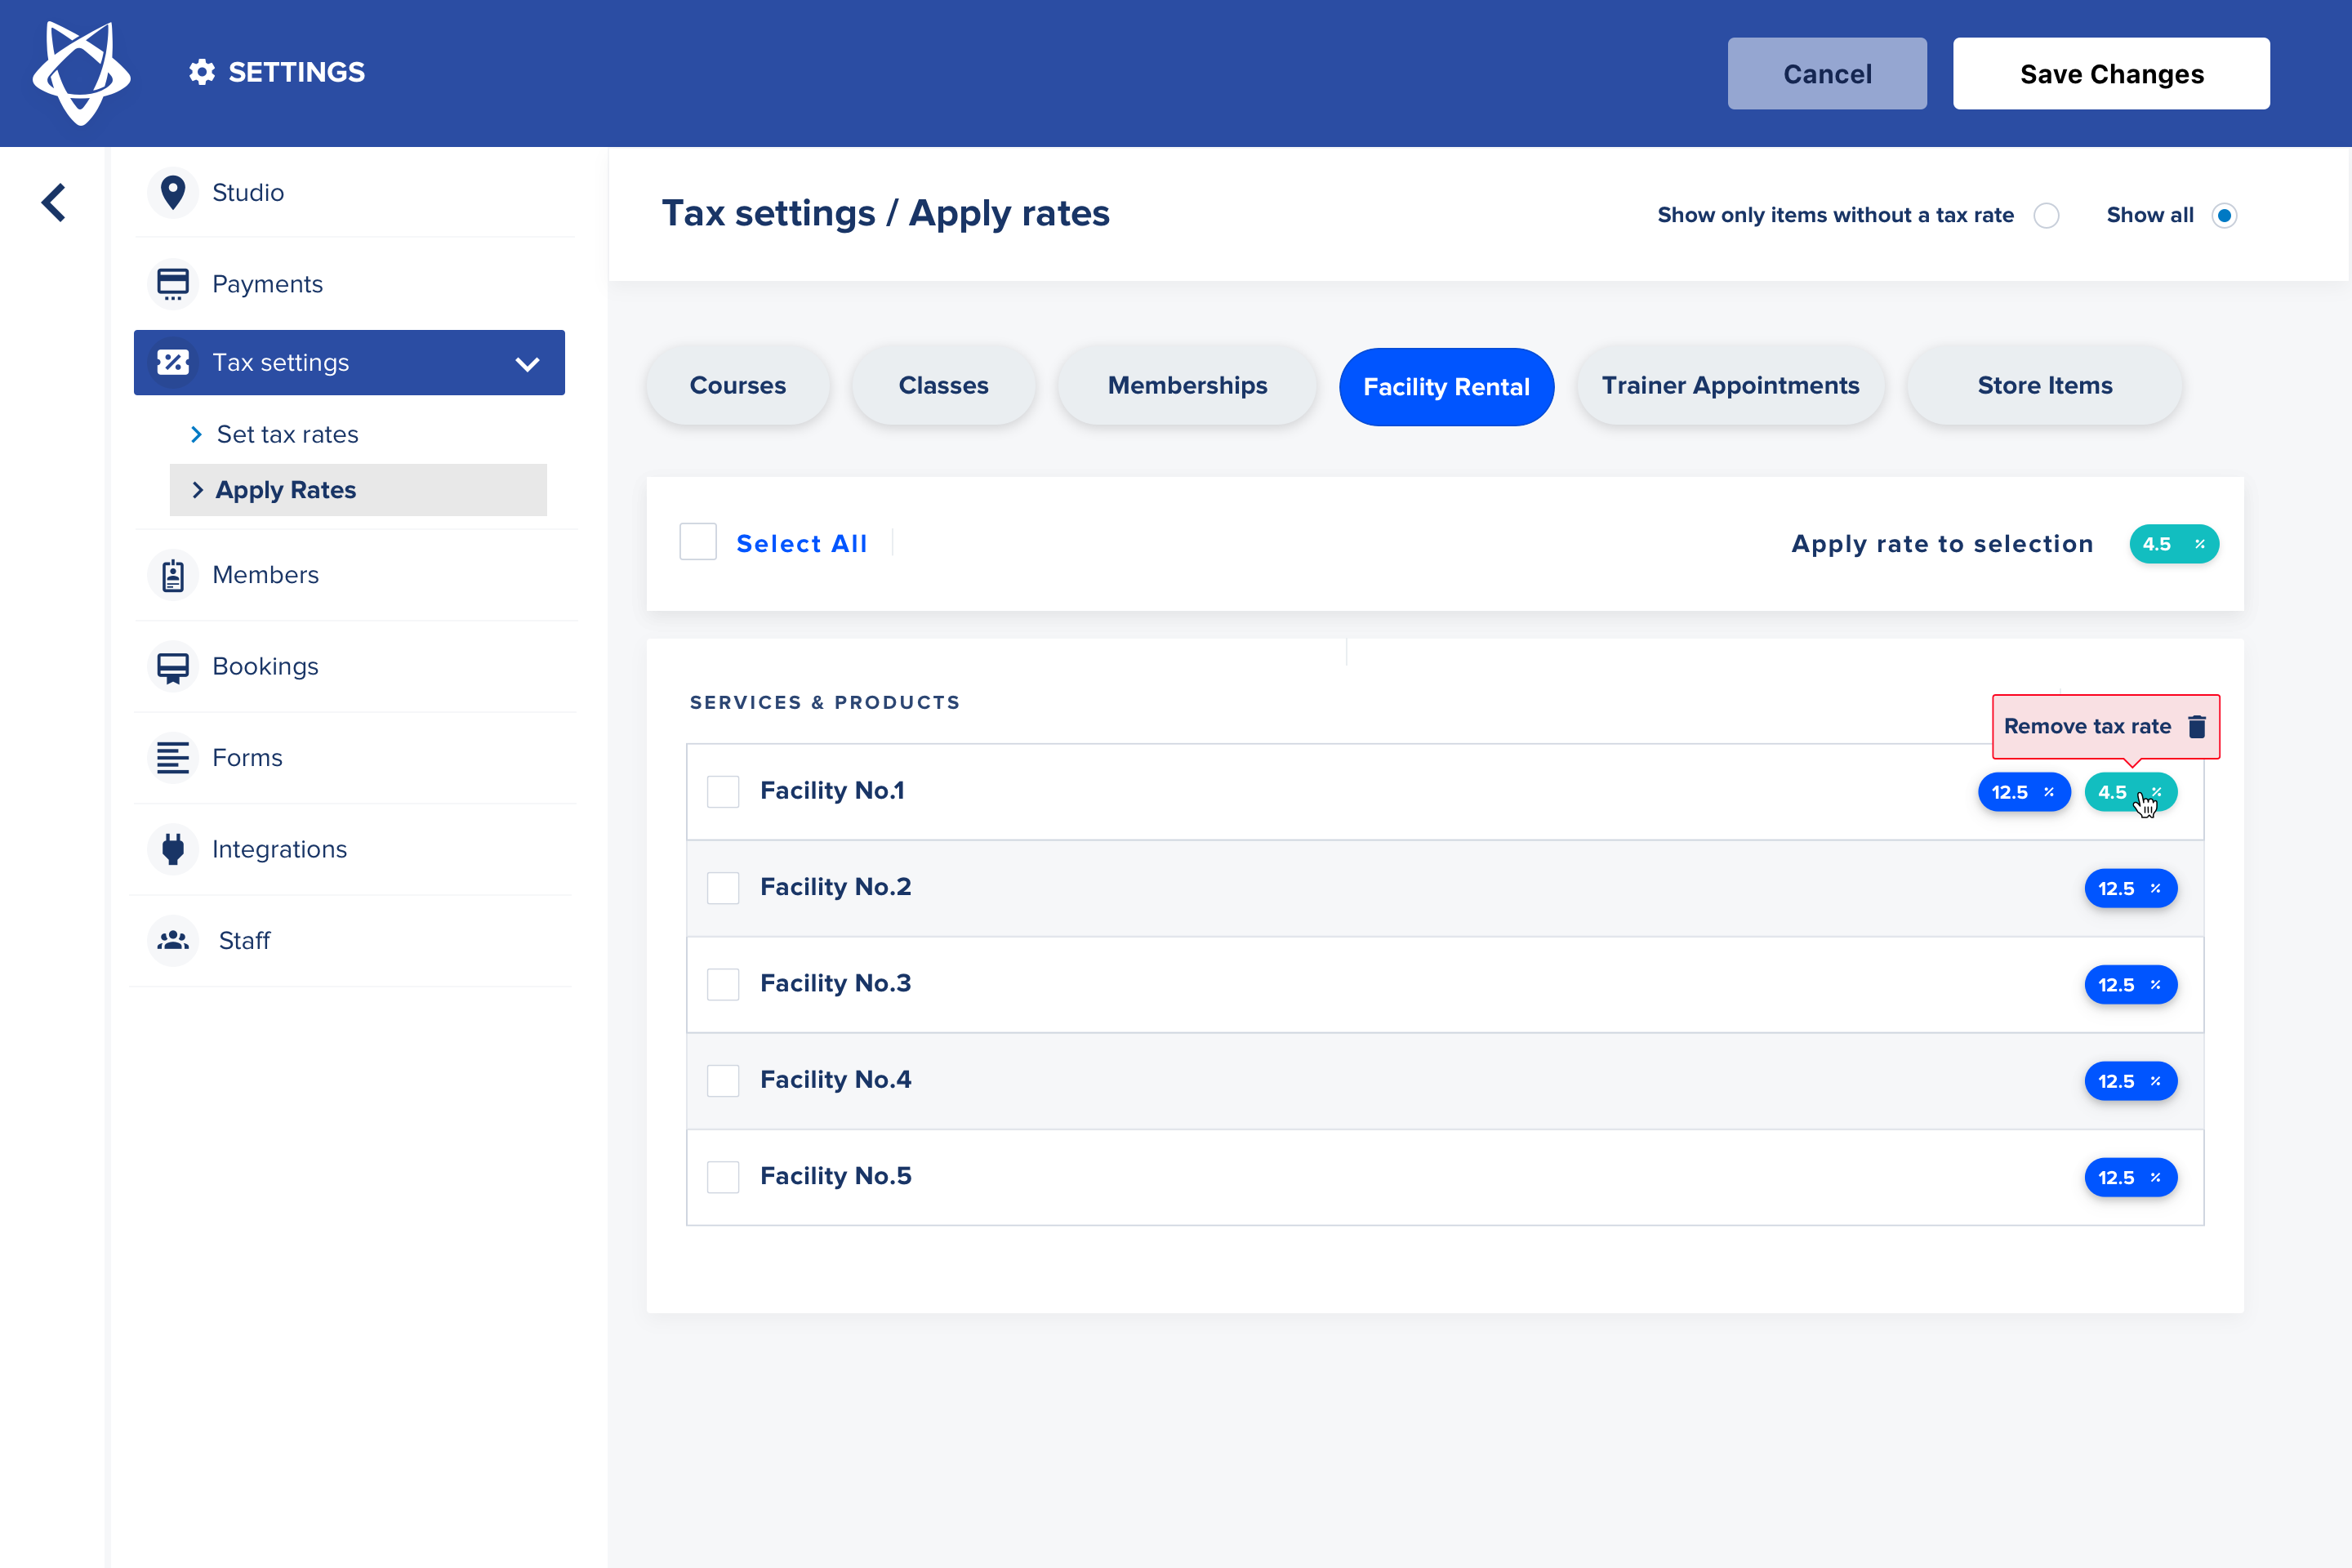 SETTINGS
Cancel
Save Changes
Studio
Payments
Tax settings
Set tax rates
Apply Rates
Members
Bookings
Forms
Integrations
Staff
Tax settings / Apply rates
Show only items without a tax rate
Show all
Courses
Classes
Memberships
Facility Rental
Trainer Appointments
Store Items
Select All
Apply rate to selection
4.5 %
SERVICES & PRODUCTS
Remove tax rate
Facility No.1
12.5 %
4.5 %
Facility No.2
12.5 %
Facility No.3
12.5 %
Facility No.4
12.5 %
Facility No.5
12.5 %